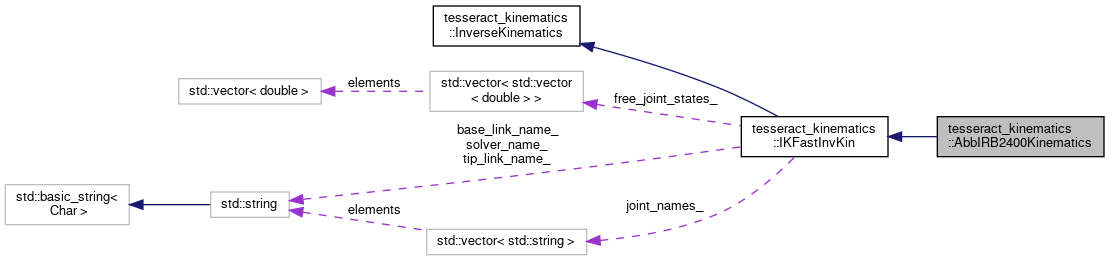 tesseract_kinematics
::InverseKinematics
std::vector< double >
elements
std::vector< std::vector
< double > >
free_joint_states_
base_link_name_
solver_name_
tip_link_name_
tesseract_kinematics
::IKFastInvKin
tesseract_kinematics
::AbbIRB2400Kinematics
std::basic_string<
Char >
std::string
elements
joint_names_
std::vector< std::string >